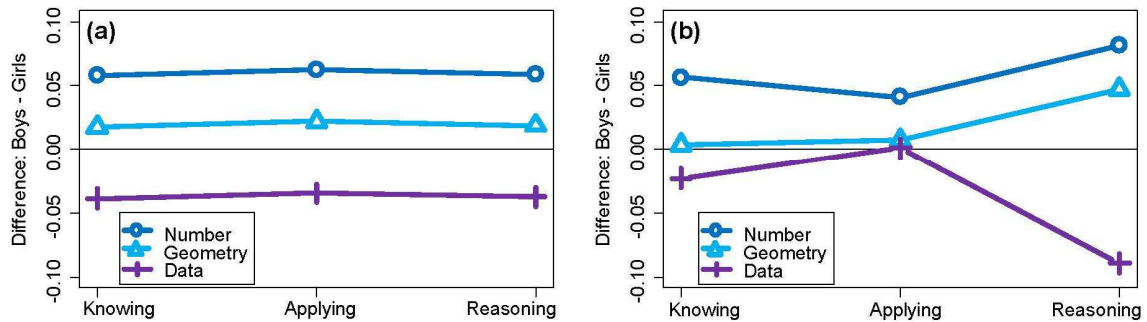 (a)
Difference: Boys - Girls
0.10
0.05
0.00
-0.05
-0.10
Number
Geometry
Data
Knowing
Applying
Reasoning
(b)
Difference: Boys - Girls
0.10
0.05
0.00
-0.05
-0.10
Number
Geometry
Data
Knowing
Applying
Reasoning